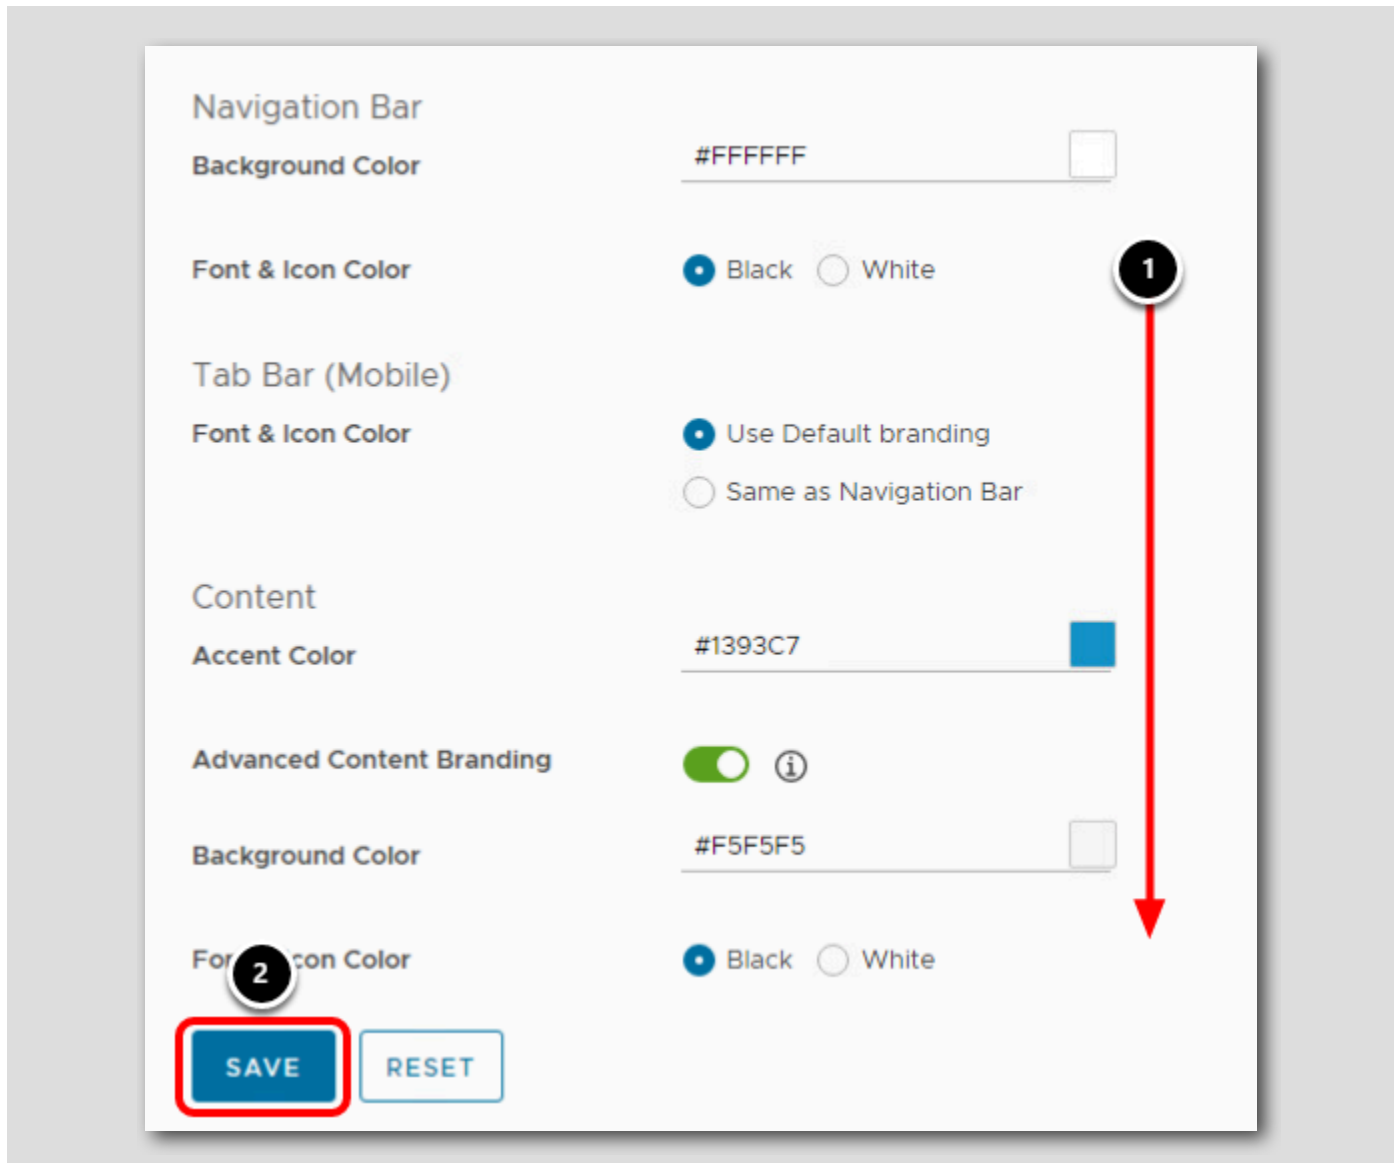 Navigation Bar
Background Color #FFFFFF
Font & Icon Color Black White
1
Tab Bar (Mobile)
Font & Icon Color Use Default branding
Same as Navigation Bar
Content
Accent Color #1393C7
Advanced Content Branding
Background Color #F5F5F5
Icon Color Black White
2
SAVE RESET